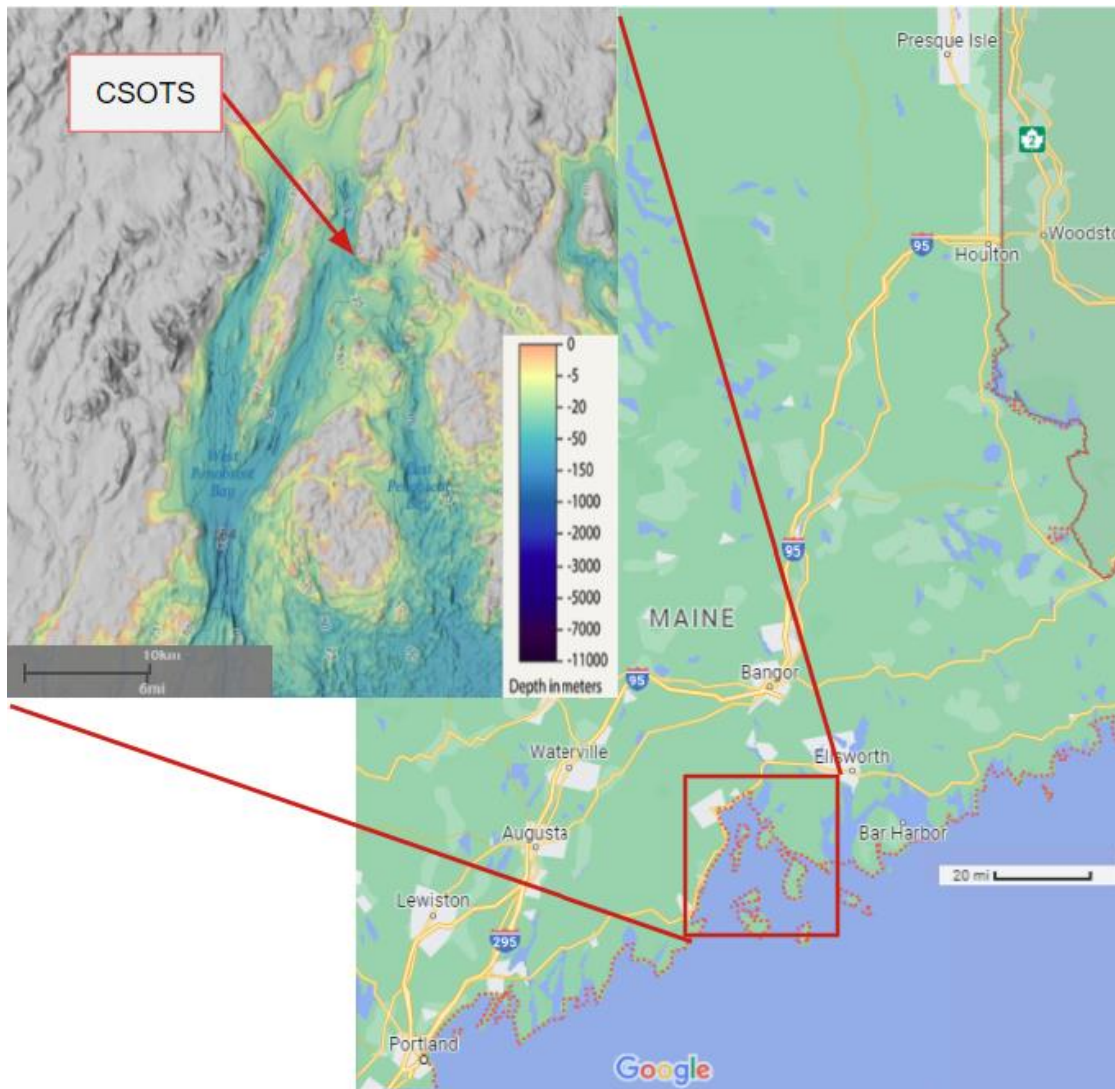 CSOTS
West
Penobscot
Bay
East
Penobscot
0
-5
-20
-50
-150
-1000
-2000
-3000
-5000
-7000
-11000
Depth in meters
10km
6mi
Presque Isle
2
95
Houlton
Woodsto
95
MAINE
Bangor
95
Waterville
Ellsworth
Augusta
Bar Harbor
20 mi
Lewiston
295
Portland
Google